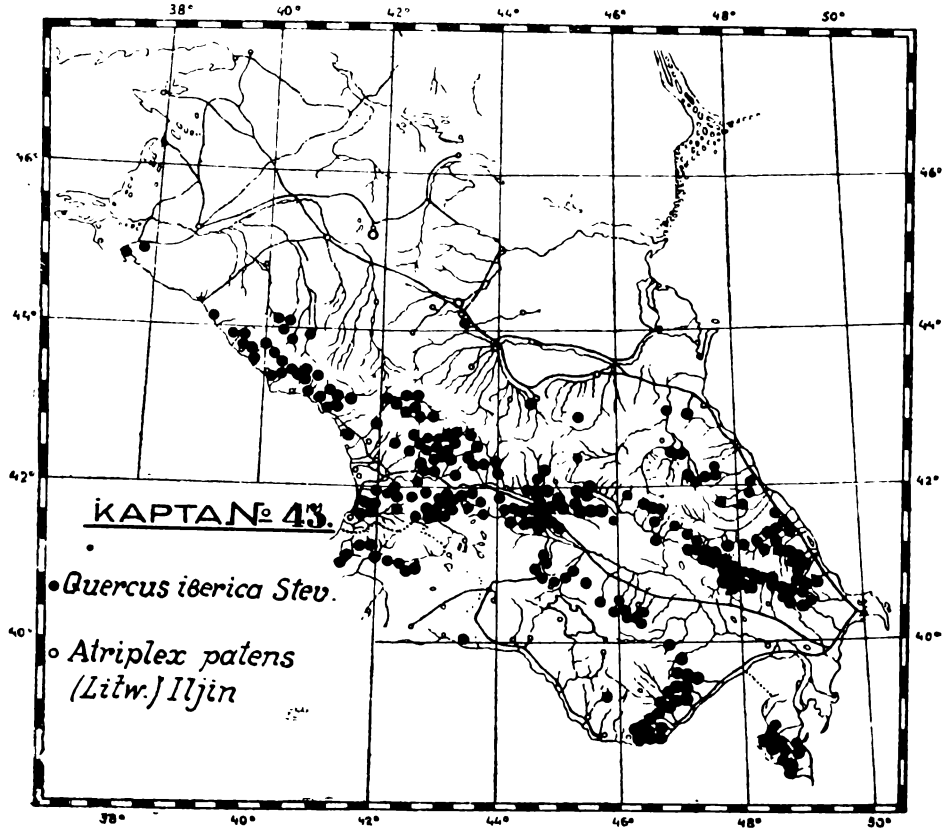 38° 40° 42° 44° 46° 48° 50°
46° 46°
44° 44°
42° 42°
КАРТА № 43.
Quercus iberica Stev.
40° 40°
Atriplex patens
(Litw.) Iljin
38° 40° 42° 44° 46° 48° 50°